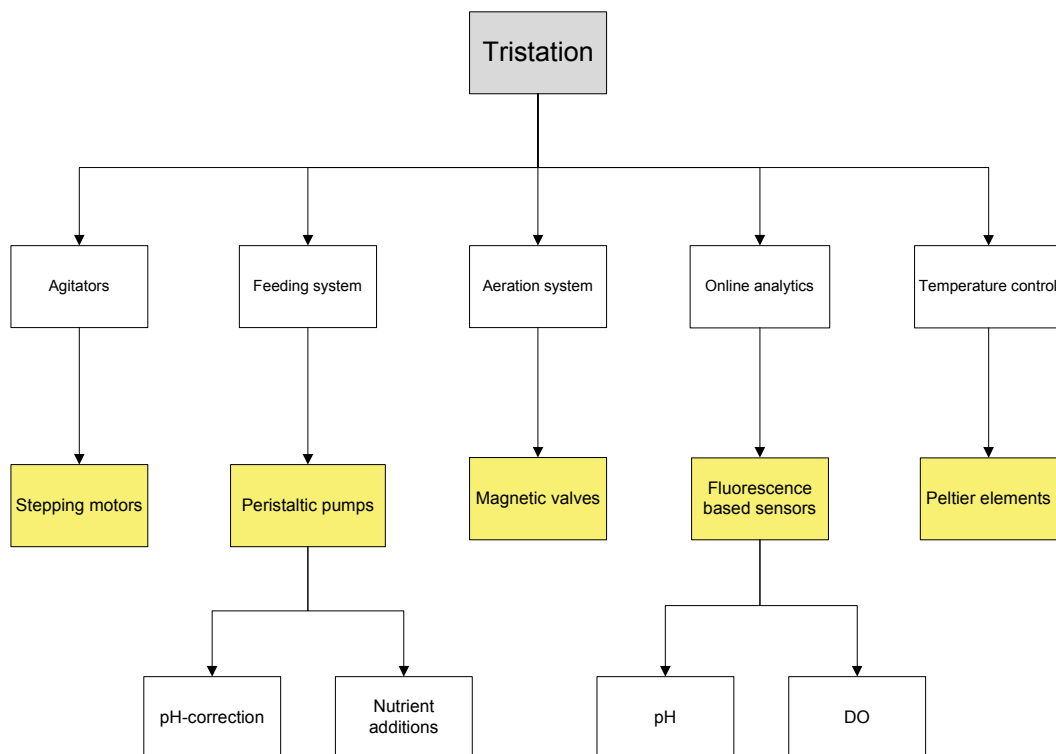 Tristation
Agitators
Feeding system
Aeration system
Online analytics
Temperature control
Stepping motors
Peristaltic pumps
Magnetic valves
Fluorescence
based sensors
Peltier elements
pH-correction
Nutrient
additions
pH
DO